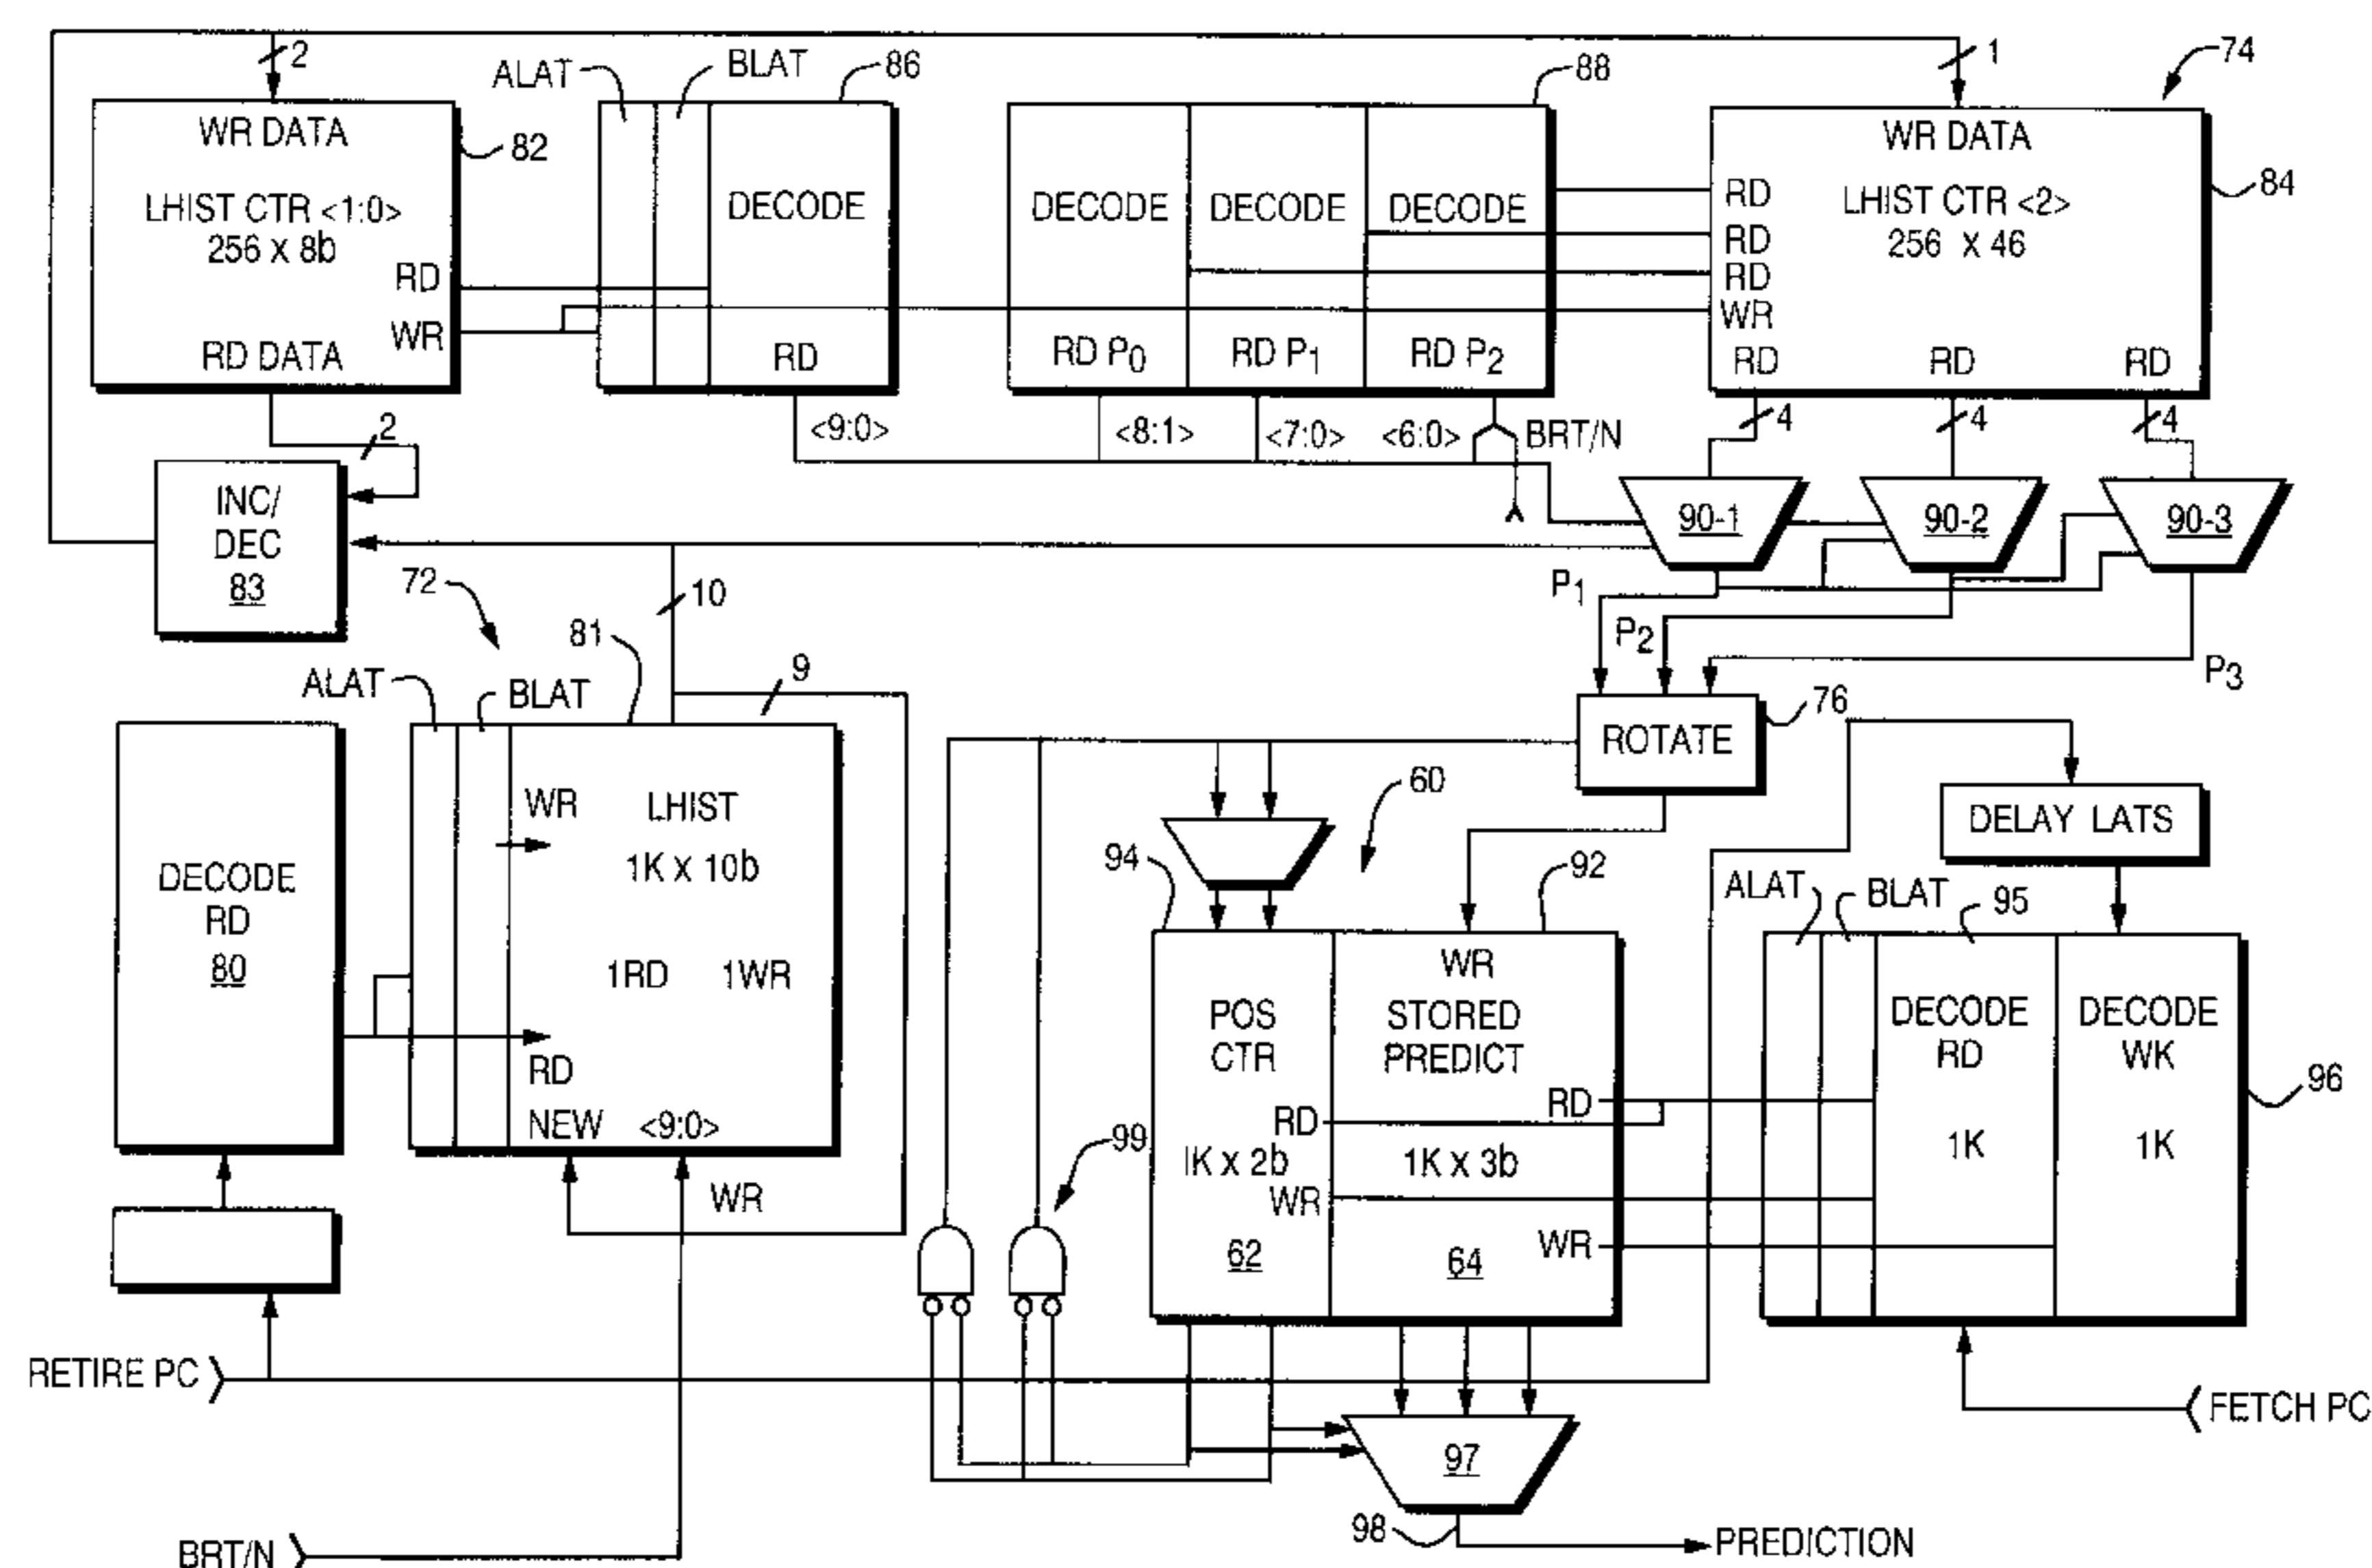 2
WR DATA
LHIST CTR <1:0>
256 x 8b
RD
WR
RD DATA
82
ALAT
BLAT
86
DECODE
RD
88
DECODE
DECODE
DECODE
RD P0
RD P1
RD P2
1
74
WR DATA
LHIST CTR <2>
256 x 46
RD
RD
RD
WR
RD
RD
RD
84
2
<9:0>
<8:1>
<7:0>
<6:0>
BRT/N
4
4
4
INC/
DEC
83
90-1
90-2
90-3
72
10
81
9
P1
P2
P3
ALAT
BLAT
ROTATE
76
DECODE
RD
80
WR
LHIST
1K x 10b
1RD
1WR
RD
NEW
<9:0>
WR
60
DELAY LATS
94
92
ALAT
BLAT
95
WR
POS
CTR
STORED
PREDICT
RD
RD
IK x 2b
1K x 3b
WR
WR
62
64
DECODE
RD
1K
DECODE
WK
1K
96
99
RETIRE PC
FETCH PC
97
98
PREDICTION
BRT/N